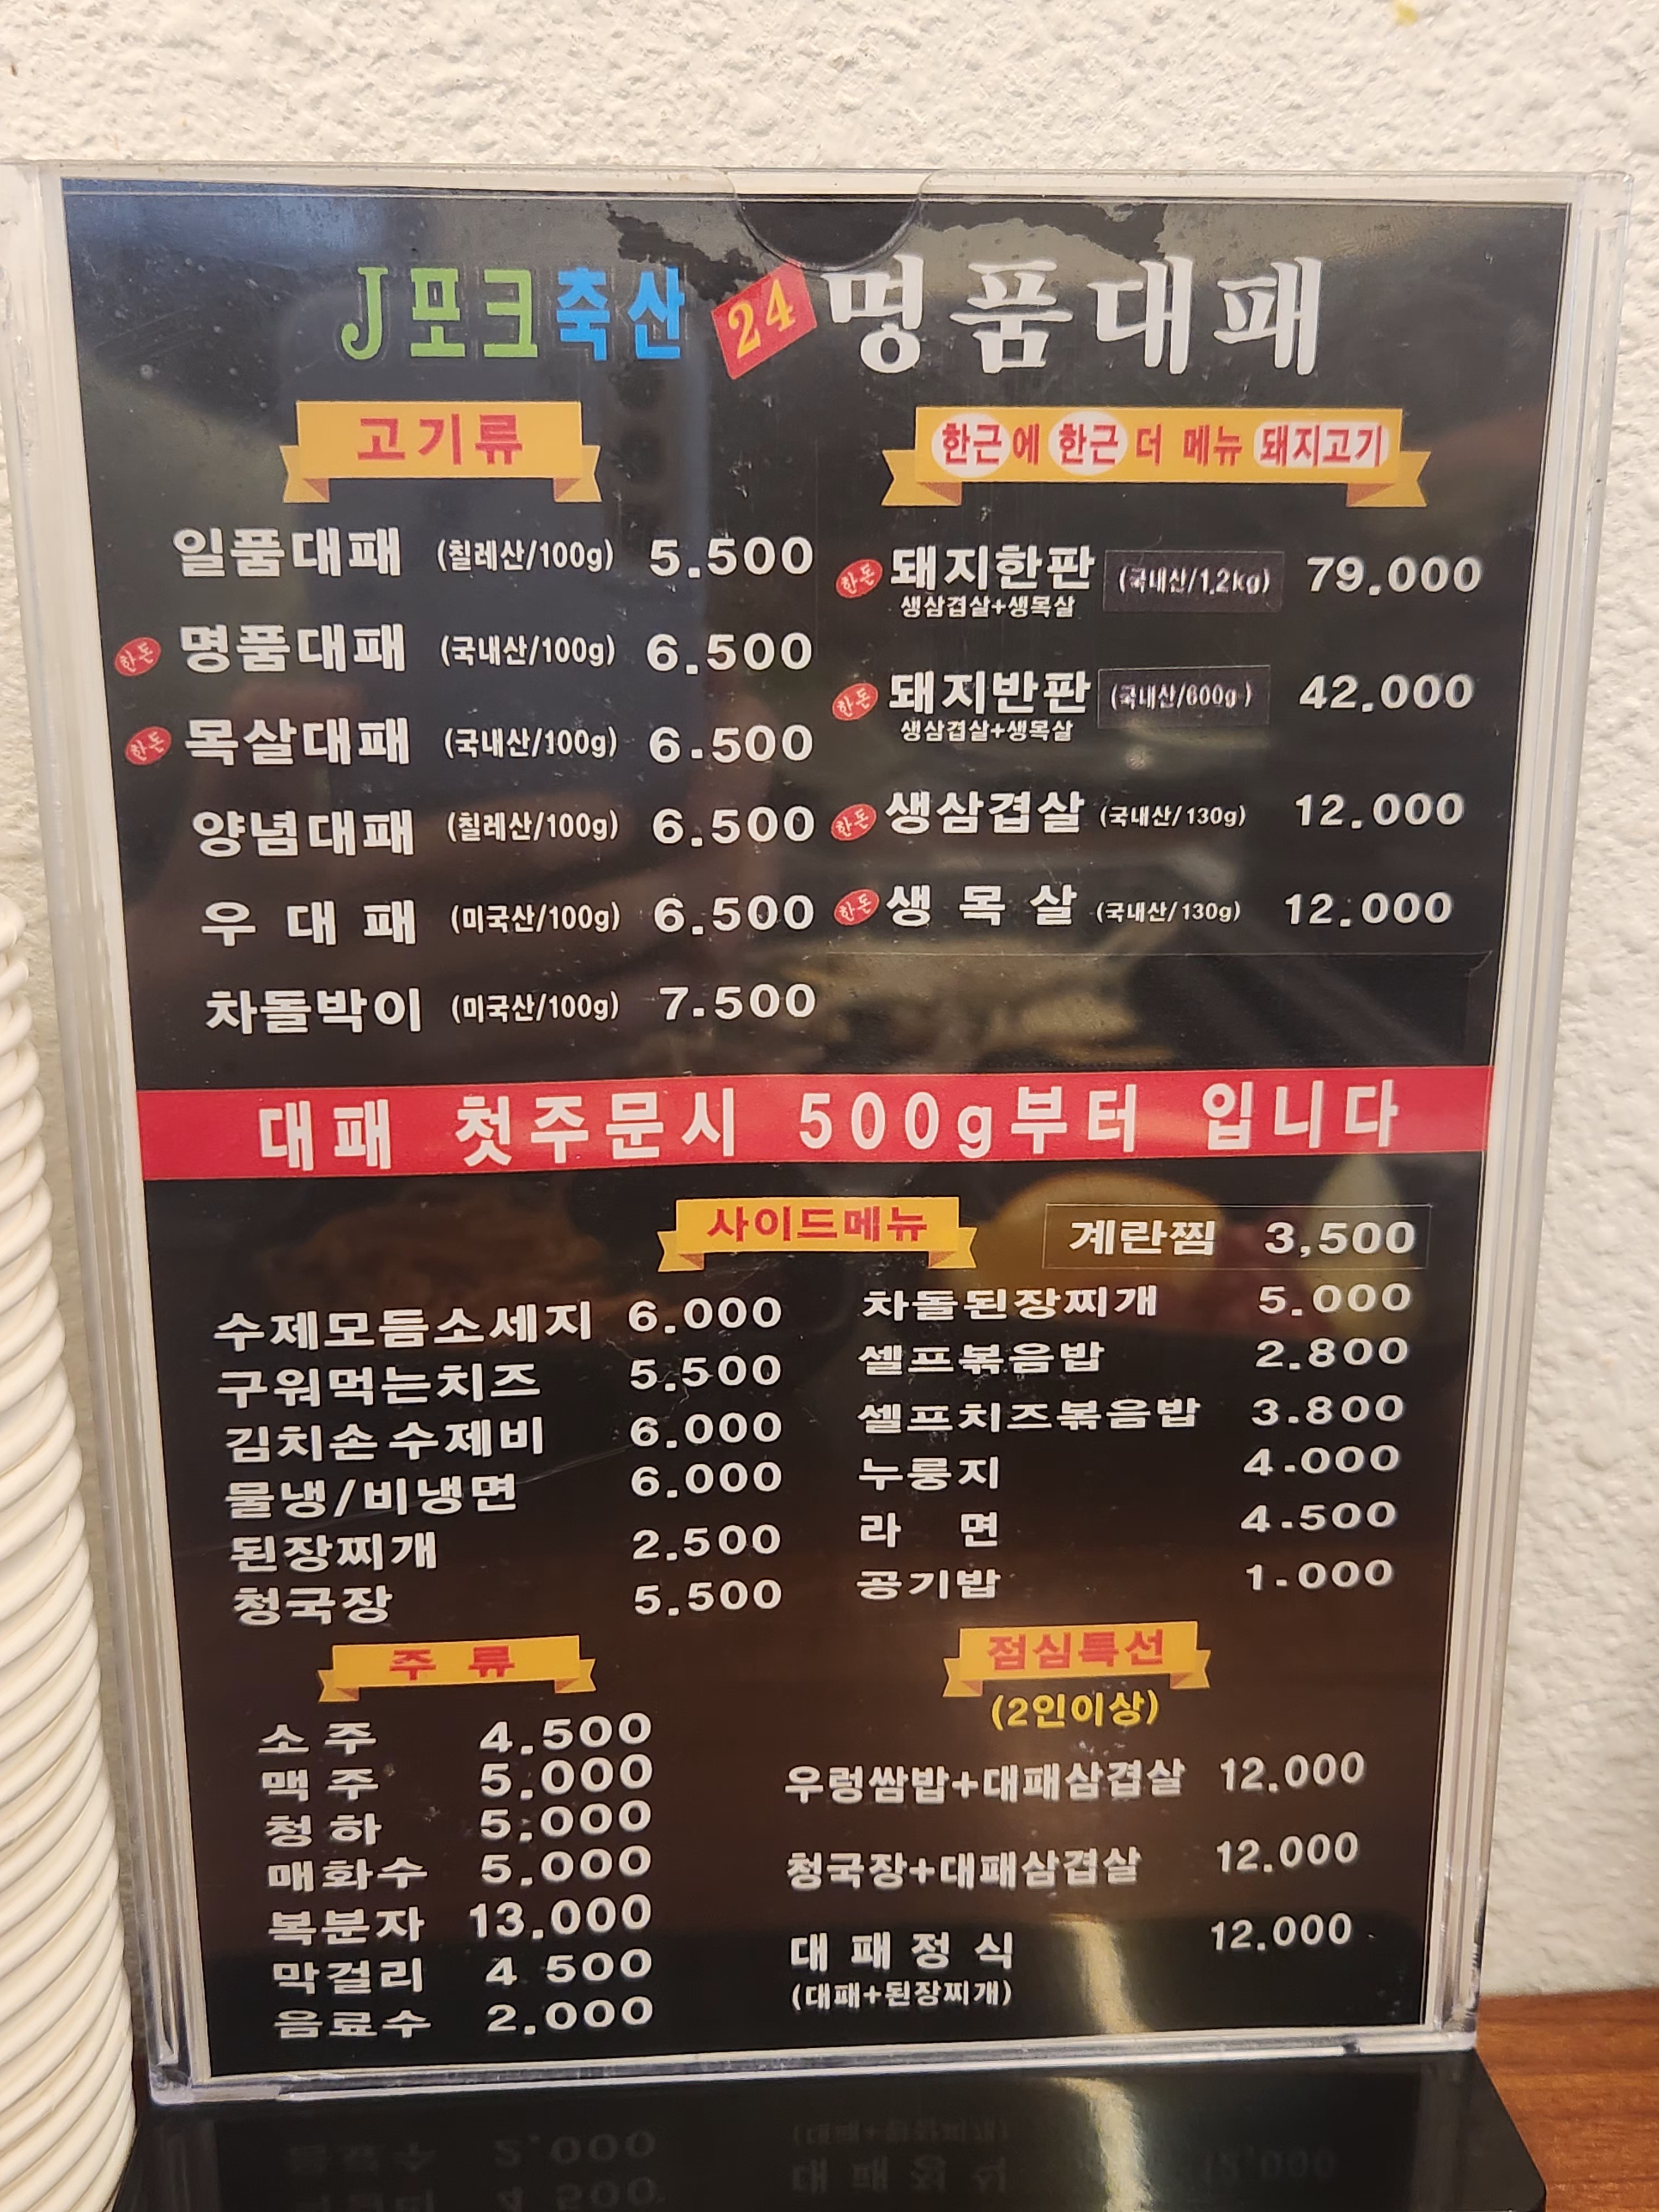 J포크축산 24 명품대패
고기류
일품대패 (칠레산/100g) 5.500
한돈 명품대패 (국내산/100g) 6.500
한돈 목살대패 (국내산/100g) 6.500
양념대패 (칠레산/100g) 6.500
우 대 패 (미국산/100g) 6.500
차돌박이 (미국산/100g) 7.500
한근에 한근 더 메뉴 돼지고기
한돈 돼지한판 (국내산/1,2kg) 79.000
생삼겹살+생목살
한돈 돼지반판 (국내산/600g) 42.000
생삼겹살+생목살
한돈 생삼겹살 (국내산/130g) 12.000
한돈 생 목 살 (국내산/130g) 12.000
대패 첫주문시 500g부터 입니다
사이드메뉴
수제모듬소세지 6.000
구워먹는치즈 5.500
김치손수제비 6.000
물냉/비냉면 6.000
된장찌개 2.500
청국장 5.500
계란찜 3,500
차돌된장찌개 5.000
셀프볶음밥 2.800
셀프치즈볶음밥 3.800
누룽지 4.000
라 면 4.500
공기밥 1.000
주 류
소 주 4.500
맥 주 5.000
청 하 5.000
매화수 5.000
복분자 13.000
막걸리 4 500
음료수 2.000
점심특선
(2인이상)
우렁쌈밥+대패삼겹살 12.000
청국장+대패삼겹살 12.000
대 패 정 식 12.000
(대패+된장찌개)